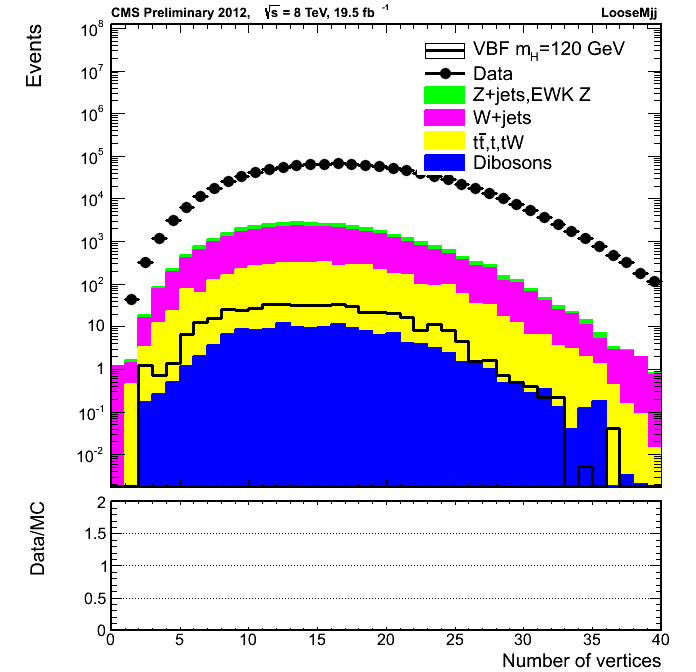 CMS Preliminary 2012, √s = 8 TeV, 19.5 fb⁻¹ LooseMjj
Events
10⁸
10⁷
10⁶
10⁵
10⁴
10³
10²
10
1
10⁻¹
10⁻²
VBF m_H=120 GeV
Data
Z+jets,EWK Z
W+jets
tt̄,t,tW
Dibosons
Data/MC
2
1.5
1
0.5
0
0 5 10 15 20 25 30 35 40
Number of vertices